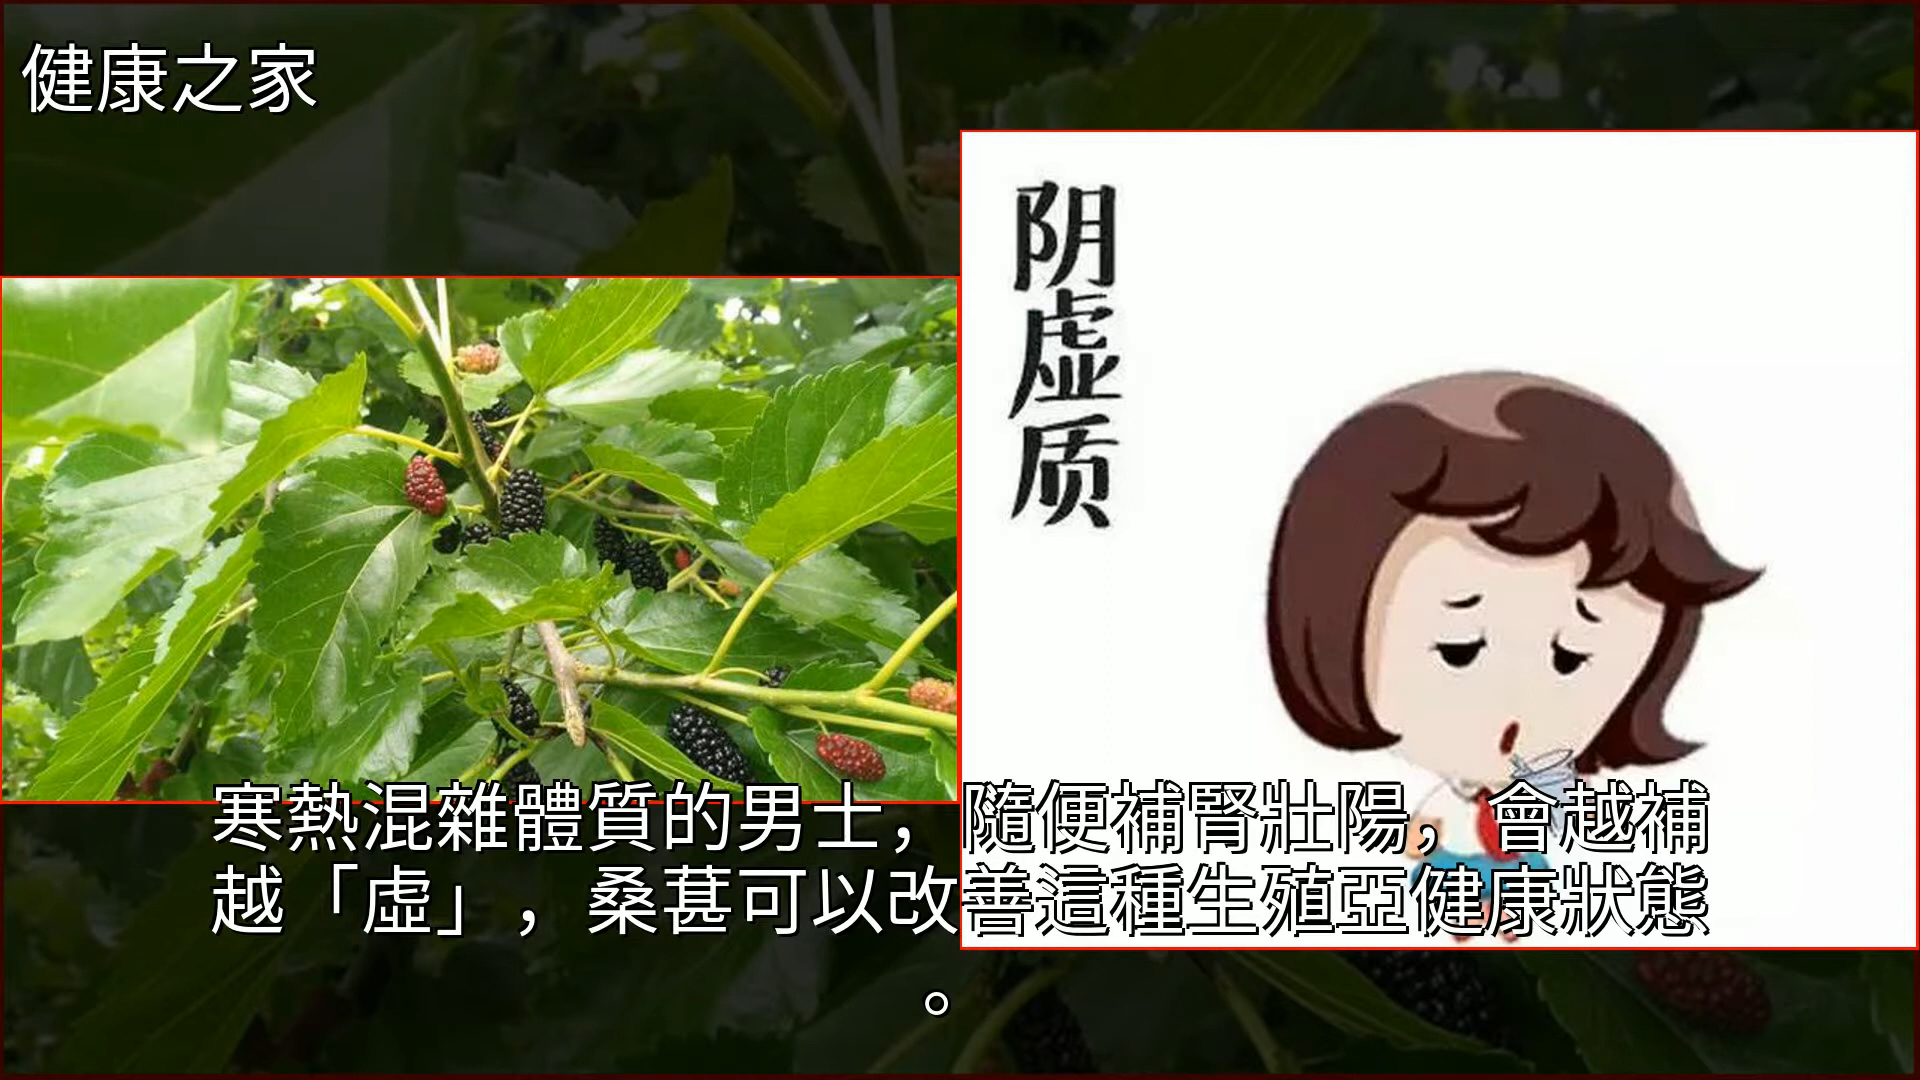 健康之家
阴虚质
寒熱混雜體質的男士，隨便補腎壯陽，會越補
越「虛」，桑葚可以改善這種生殖亞健康狀態
。